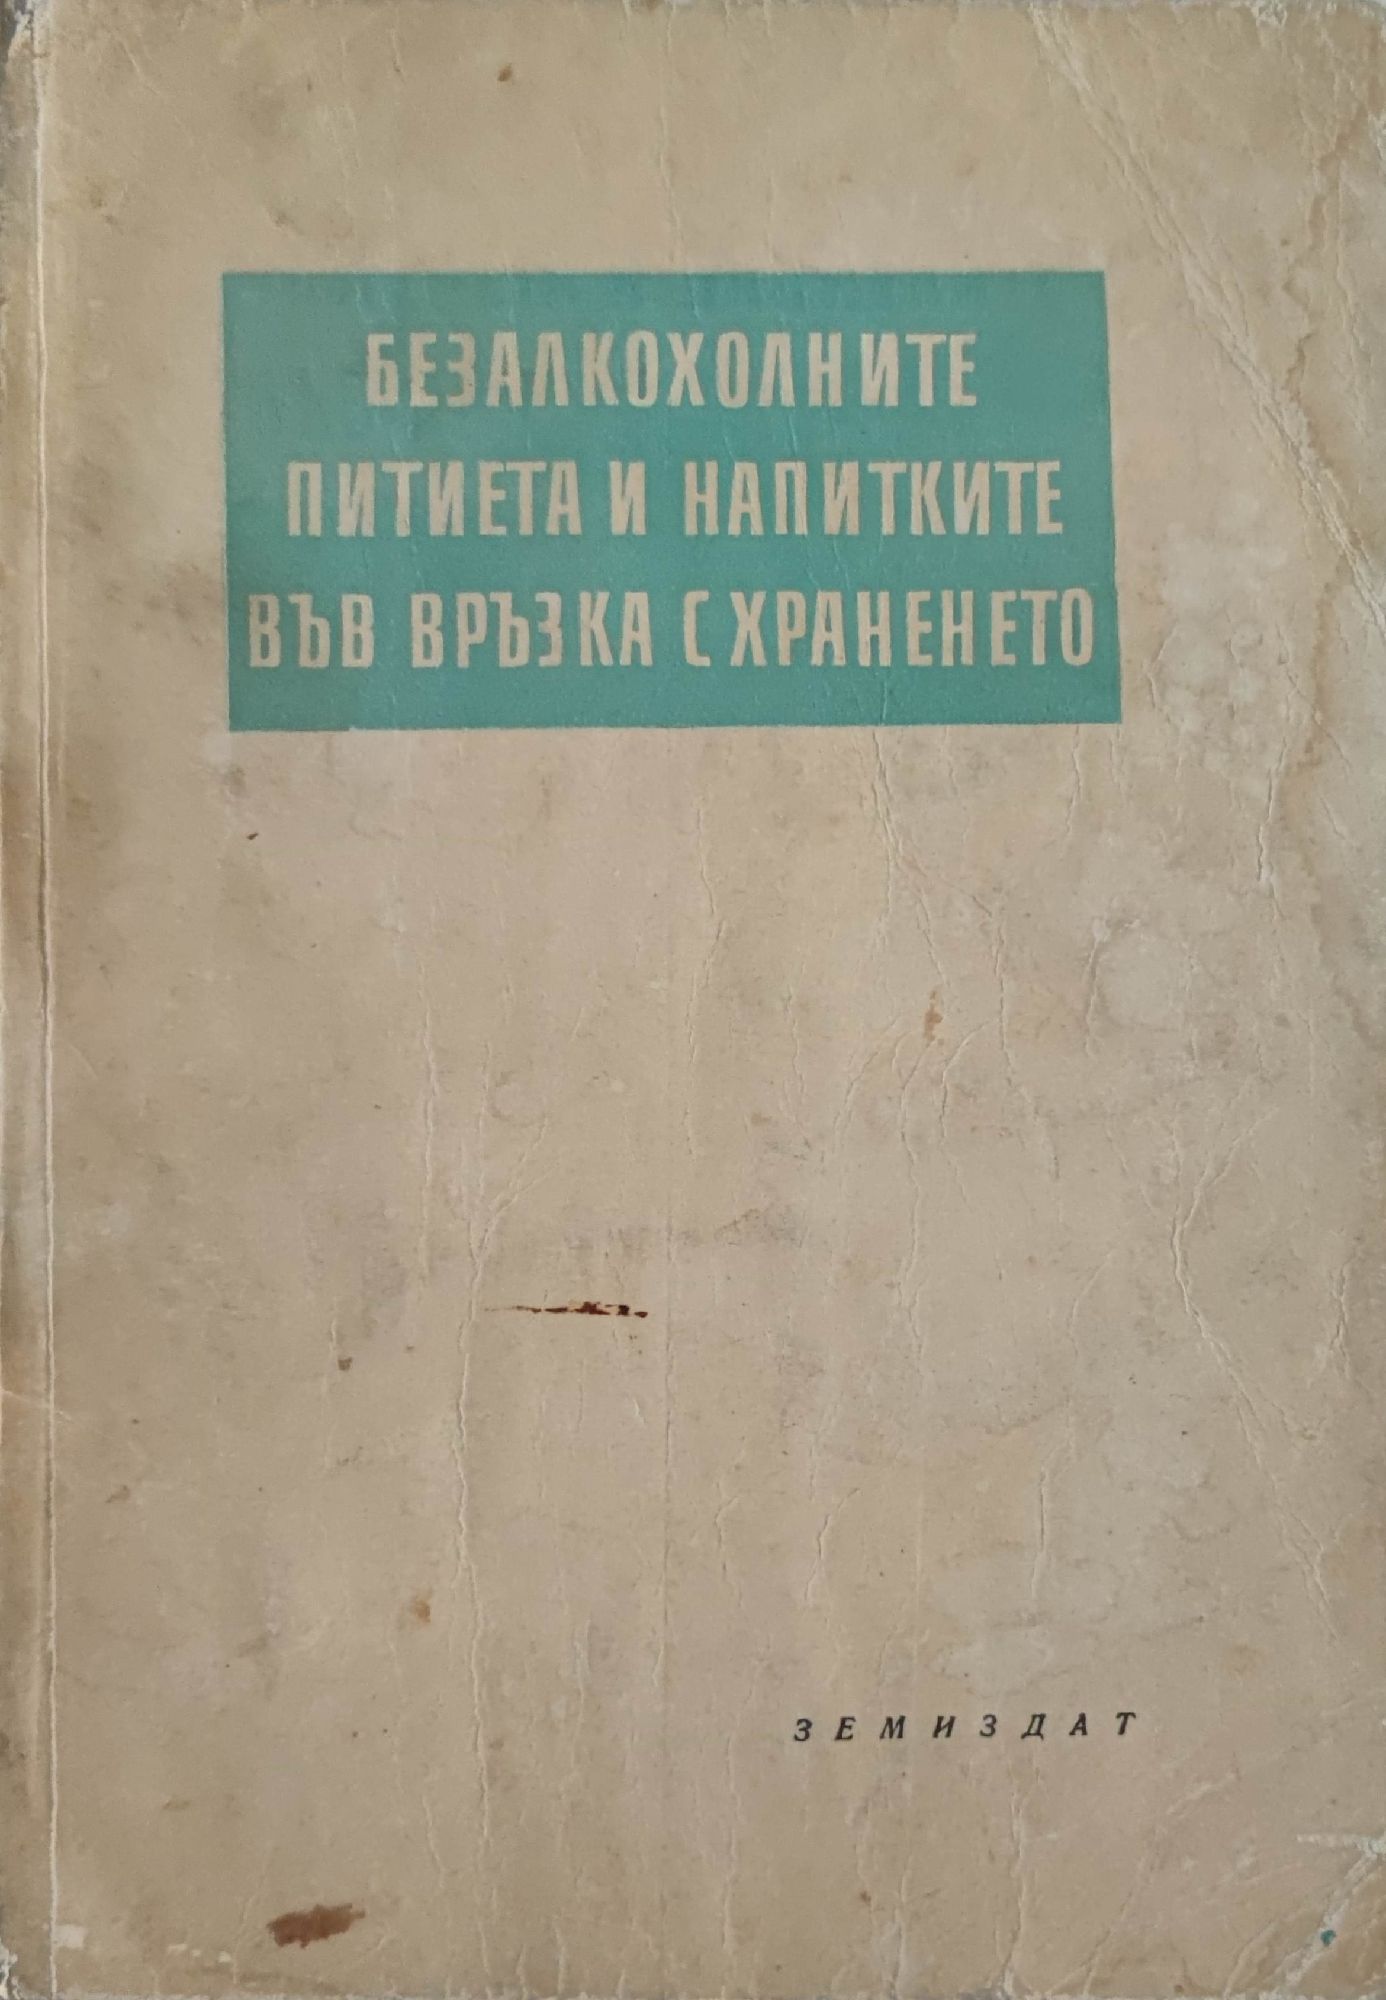 БЕЗАЛКОХОЛНИТЕ
ПИТИЕТА И НАПИТКИТЕ
ВЪВ ВРЪЗКА С ХРАНЕНЕТО
ЗЕМИЗДАТ